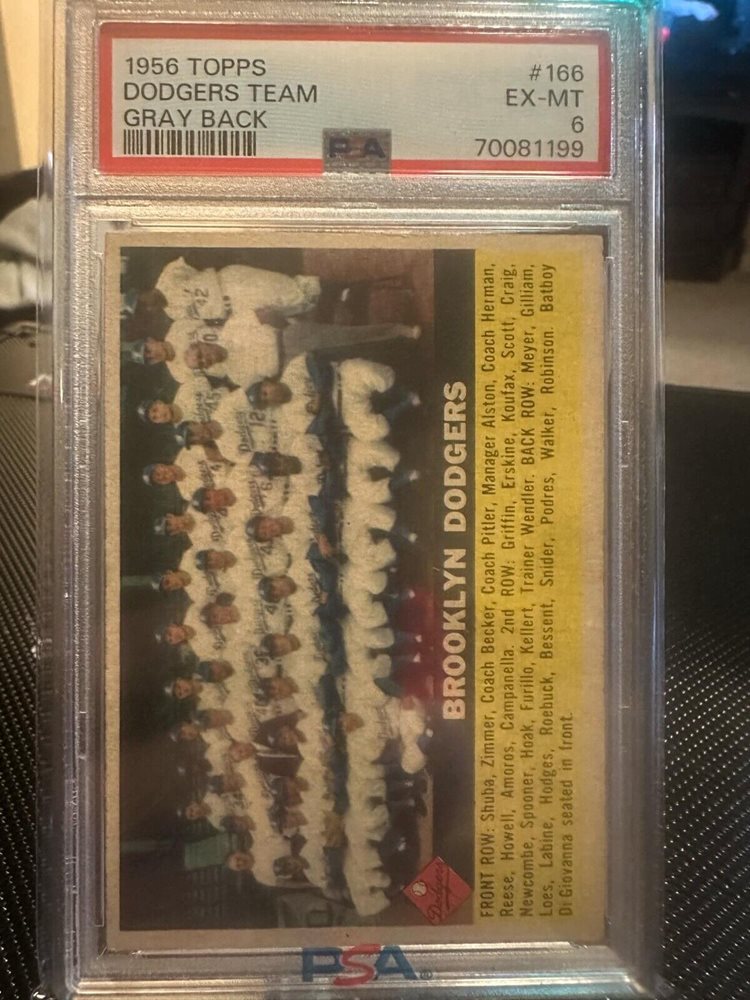 1956 TOPPS #166
DODGERS TEAM EX-MT
GRAY BACK 6
70081199
PSA
BROOKLYN DODGERS
Dodgers
FRONT ROW: Shuba, Zimmer, Coach Becker, Coach Pitler, Manager Alston, Coach Herman,
Reese, Howell, Amoros, Campanella. 2nd ROW: Griffin, Erskine, Koufax, Scott, Craig,
Newcombe, Spooner, Hoak, Furillo, Kellert, Trainer Wendler. BACK ROW: Meyer, Gilliam,
Loes, Labine, Hodges, Roebuck, Bessent, Snider, Podres, Walker, Robinson. Batboy
Di Giovanna seated in front.
PSA